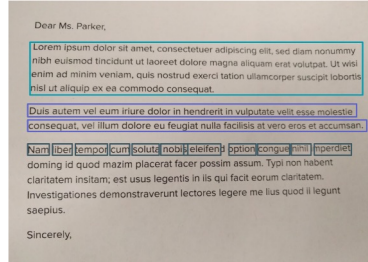 Dear Ms. Parker,
Lorem ipsum dolor sit amet, consectetuer adipiscing elit, sed diam nonummy
nibh euismod tincidunt ut laoreet dolore magna aliquam erat volutpat. Ut wisi
enim ad minim veniam, quis nostrud exerci tation ullamcorper suscipit lobortis
nisl ut aliquip ex ea commodo consequat.
Duis autem vel eum iriure dolor in hendrerit in vulputate velit esse molestie
consequat, vel illum dolore eu feugiat nulla facilisis at vero eros et accumsan.
Nam liber tempor cum soluta nobis eleifend option congue nihil imperdiet
doming id quod mazim placerat facer possim assum. Typi non habent
claritatem insitam; est usus legentis in iis qui facit eorum claritatem.
Investigationes demonstraverunt lectores legere me lius quod ii legunt
saepius.
Sincerely,